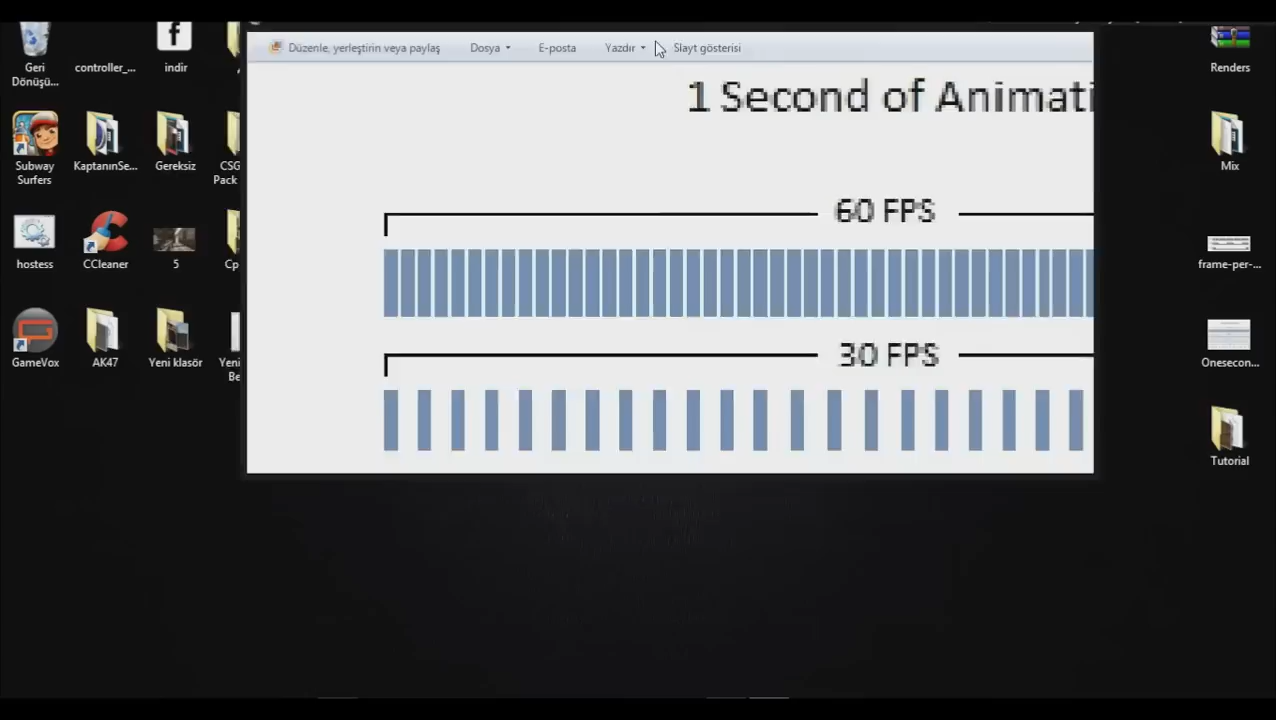 Düzenle, yerleştirin veya paylaş Dosya E-posta Yazdır Slayt gösterisi
1 Second of Animati
60 FPS
30 FPS
Geri
Dönüşü...
controller_...
indir
Subway
Surfers
KaptanınSe...
Gereksiz
CSG
Pack
hostess
CCleaner
5
Cp
GameVox
AK47
Yeni klasör
Yeni
Be
Renders
Mix
frame-per-...
Onesecon...
Tutorial